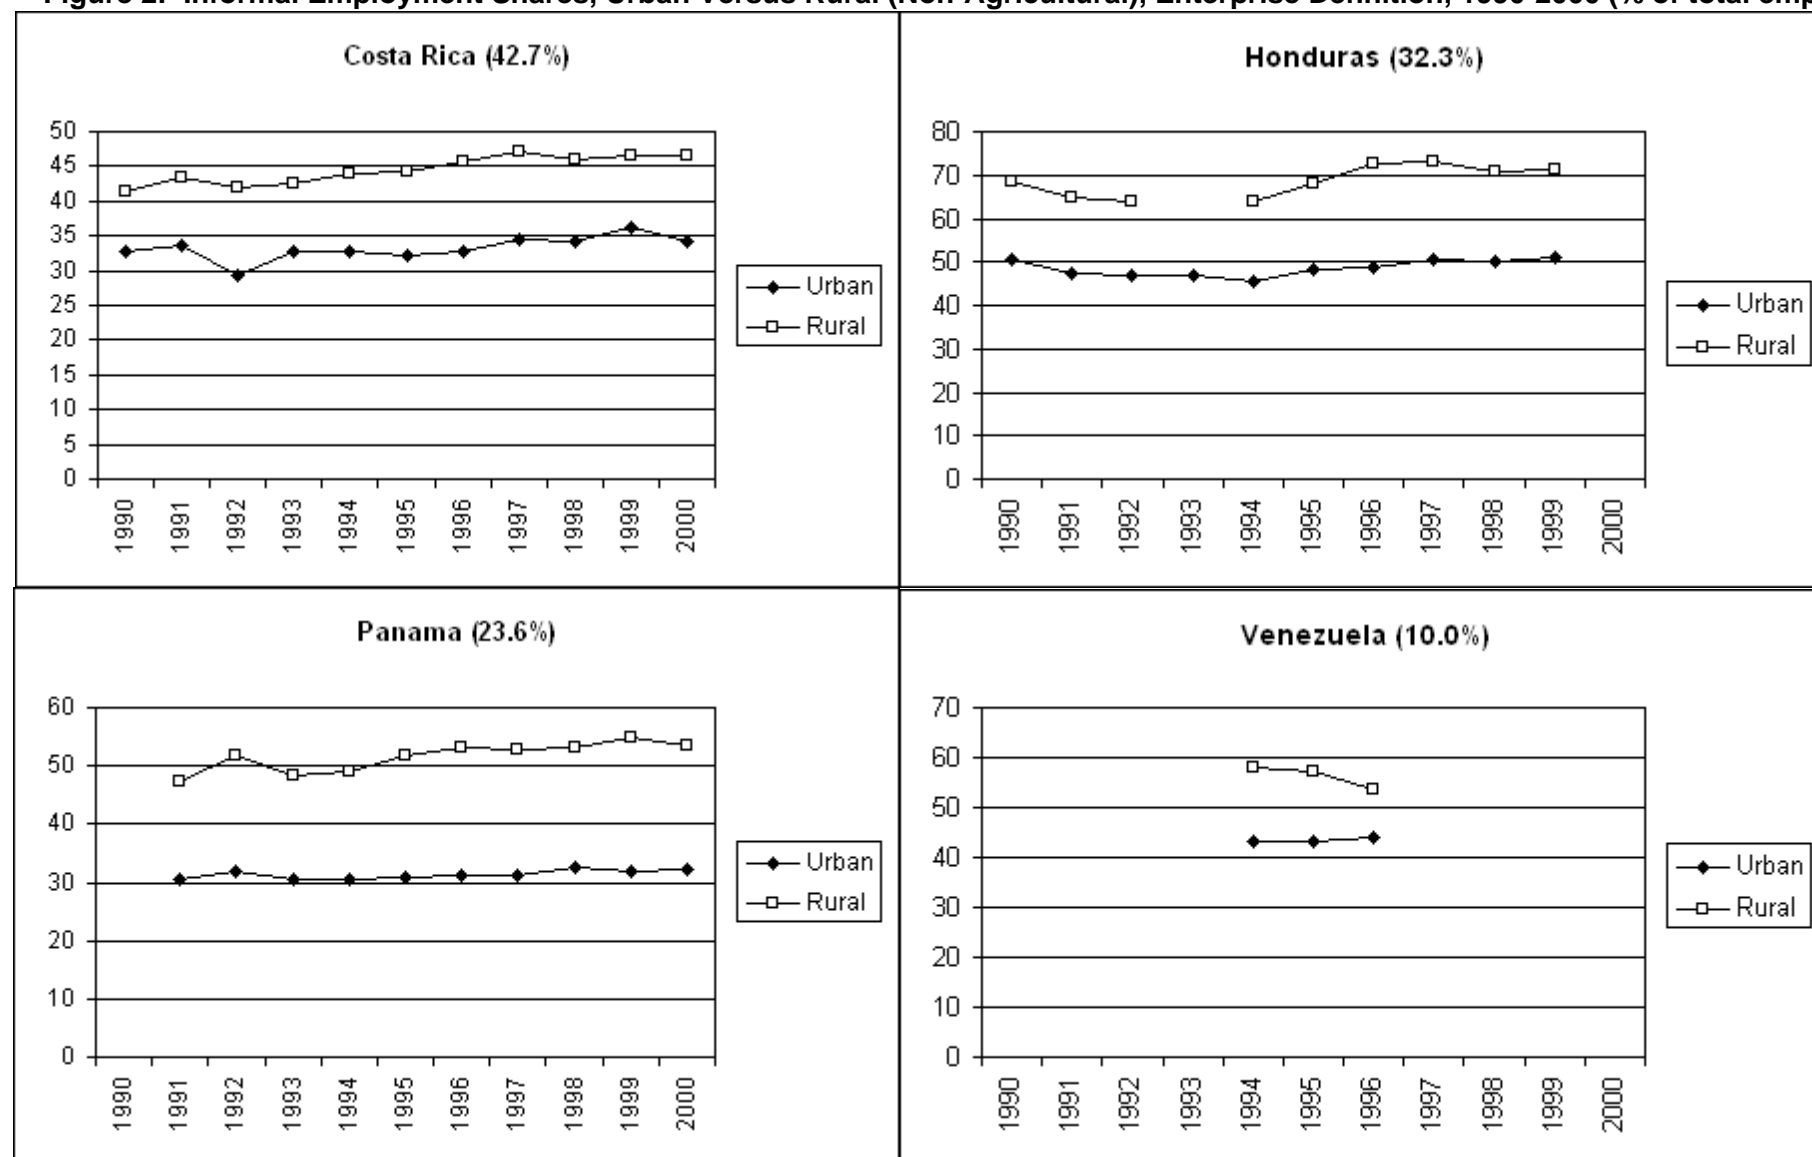 Figure 2. Informal Employment Shares, Urban Versus Rural (Non-Agricultural), Enterprise Definition, 1990-2000 (% of total
Costa Rica (42.7%)
50
45
40
35
30
25
20
15
10
5
0
1990 1991 1992 1993 1994 1995 1996 1997 1998 1999 2000
Urban
Rural
Honduras (32.3%)
80
70
60
50
40
30
20
10
0
1990 1991 1992 1993 1994 1995 1996 1997 1998 1999 2000
Urban
Rural
Panama (23.6%)
60
50
40
30
20
10
0
1990 1991 1992 1993 1994 1995 1996 1997 1998 1999 2000
Urban
Rural
Venezuela (10.0%)
70
60
50
40
30
20
10
0
1990 1991 1992 1993 1994 1995 1996 1997 1998 1999 2000
Urban
Rural